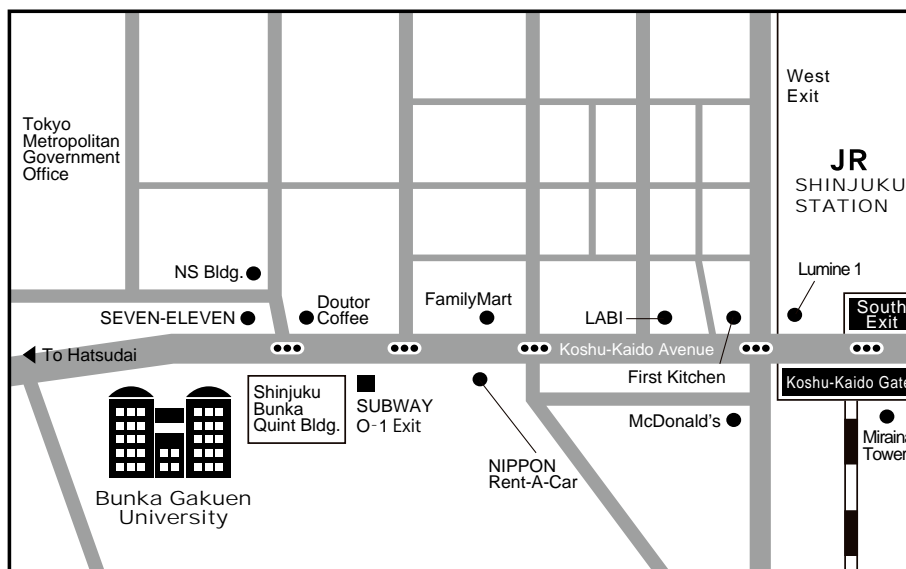 West
Exit
Tokyo
Metropolitan
Government
Office
JR
SHINJUKU
STATION
NS Bldg.
Lumine 1
SEVEN-ELEVEN
Doutor
Coffee
FamilyMart
LABI
South
Exit
To Hatsudai
Koshu-Kaido Avenue
First Kitchen
Koshu-Kaido Gate
Shinjuku
Bunka
Quint Bldg.
SUBWAY
O-1 Exit
McDonald's
Miraina
Tower
NIPPON
Rent-A-Car
Bunka Gakuen
University